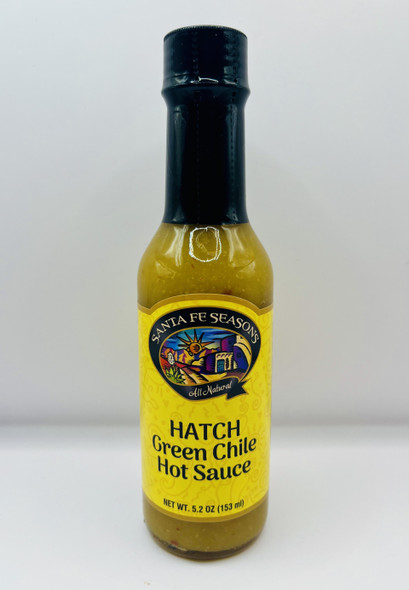 SANTA FE SEASONS
All Natural
HATCH
Green Chile
Hot Sauce
NET WT. 5.2 OZ (153 ml)